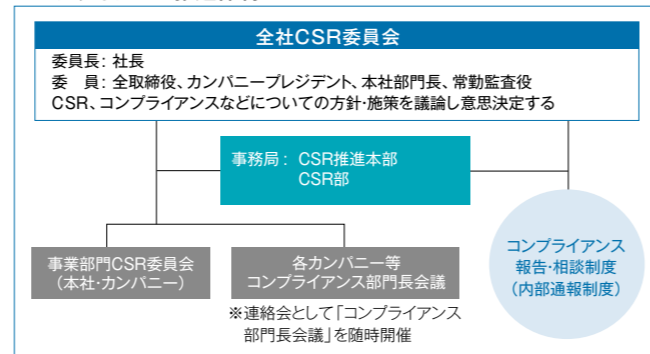 全社CSR委員会
委員長：社長
委　員：全取締役、カンパニープレジデント、本社部門長、常勤監査役
CSR、コンプライアンスなどについての方針・施策を議論し意思決定する
事務局：CSR推進本部
CSR部
事業部門CSR委員会
（本社・カンパニー）
各カンパニー等
コンプライアンス部門長会議
※連絡会として「コンプライアンス
部門長会議」を随時開催
コンプライアンス
報告・相談制度
（内部通報制度）